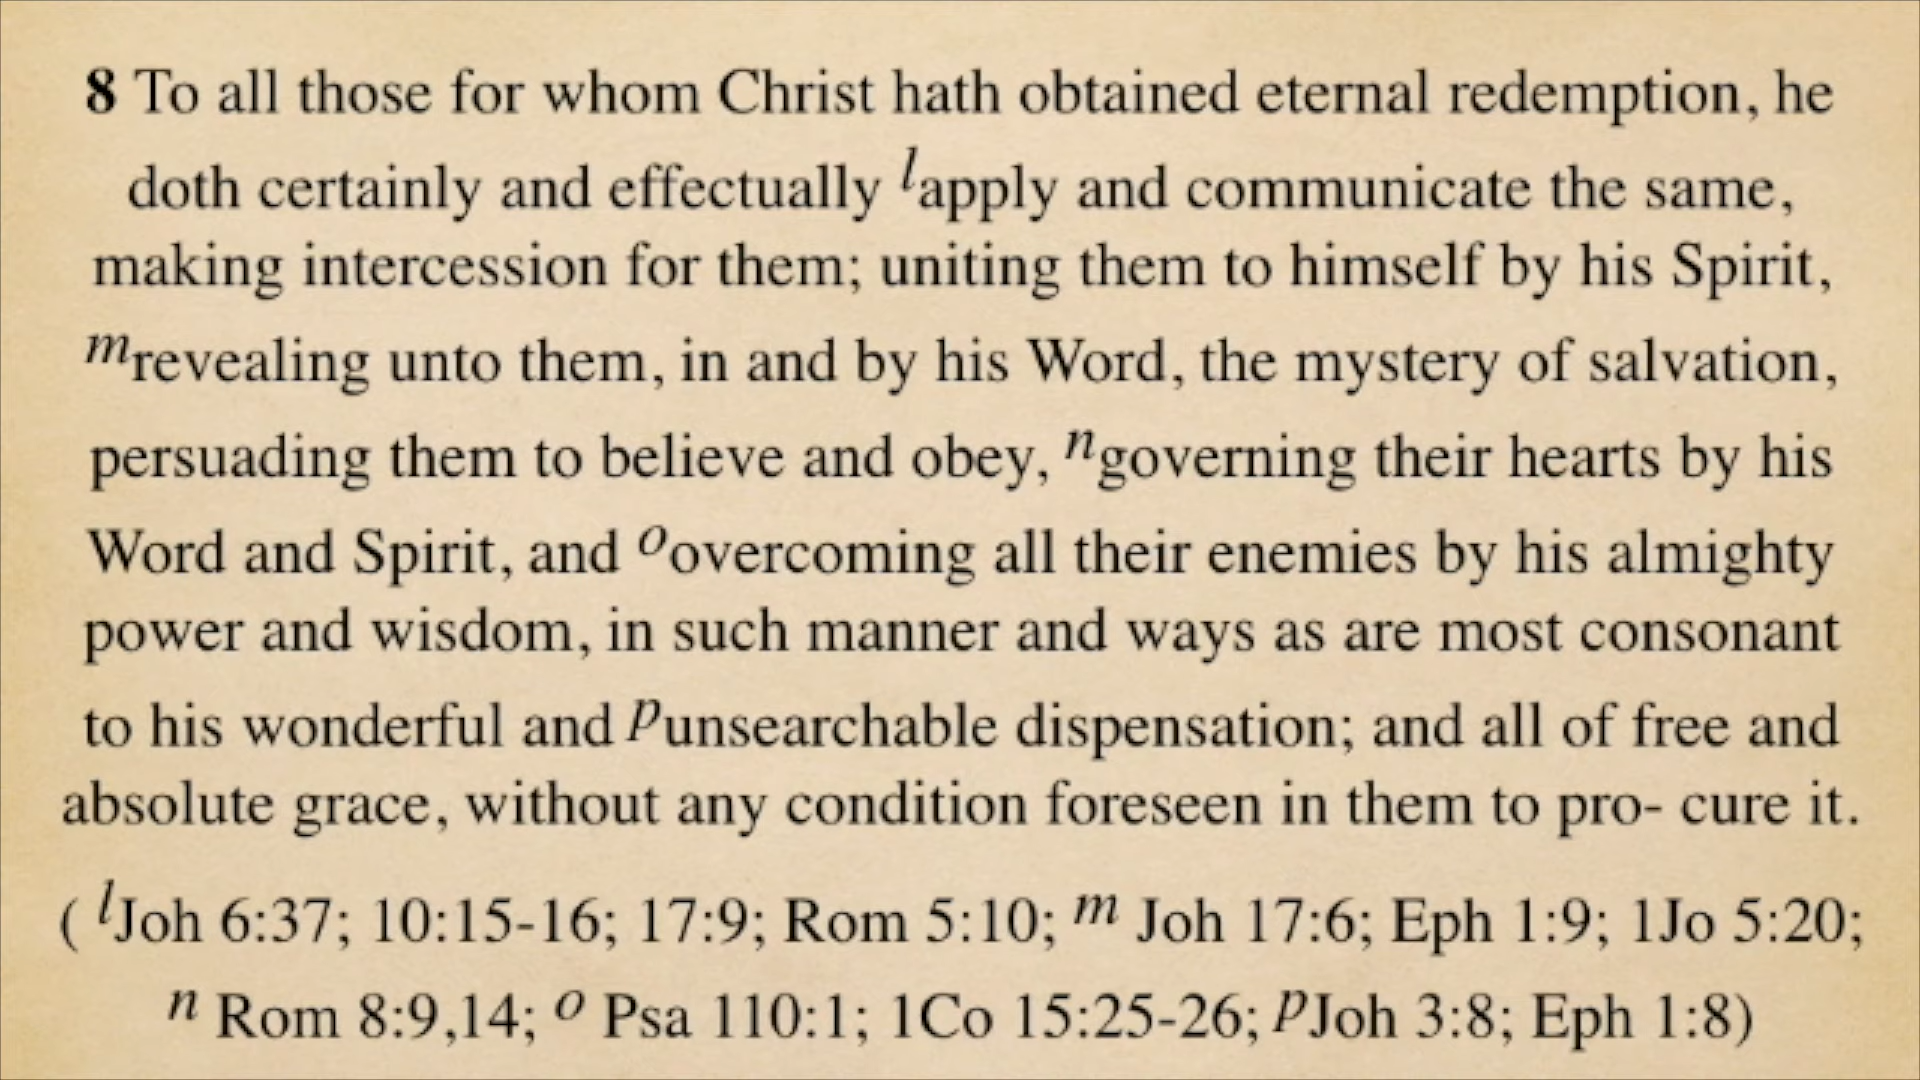 8 To all those for whom Christ hath obtained eternal redemption, he
doth certainly and effectually lapply and communicate the same,
making intercession for them; uniting them to himself by his Spirit,
mrevealing unto them, in and by his Word, the mystery of salvation,
persuading them to believe and obey, ngoverning their hearts by his
Word and Spirit, and oovercoming all their enemies by his almighty
power and wisdom, in such manner and ways as are most consonant
to his wonderful and punsearchable dispensation; and all of free and
absolute grace, without any condition foreseen in them to pro- cure it.
( lJoh 6:37; 10:15-16; 17:9; Rom 5:10; m Joh 17:6; Eph 1:9; 1Jo 5:20;
n Rom 8:9,14; o Psa 110:1; 1Co 15:25-26; pJoh 3:8; Eph 1:8)